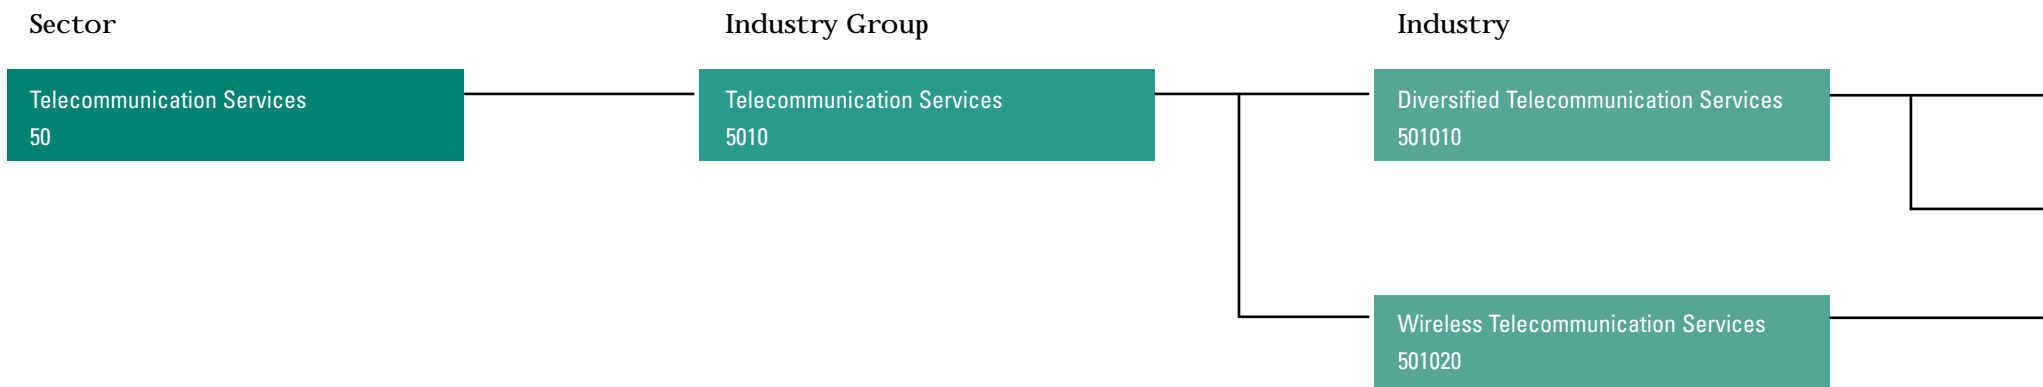 Sector
Industry Group
Industry
Telecommunication Services
50
Telecommunication Services
5010
Diversified Telecommunication Services
501010
Wireless Telecommunication Services
501020